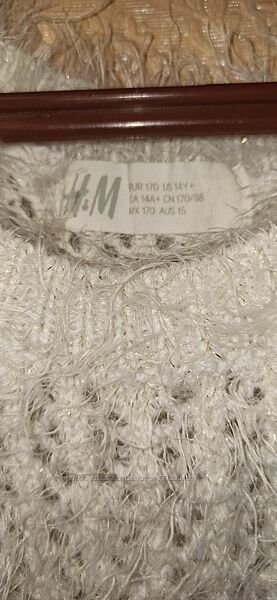 H&M
EUR 170 US 14Y+
CA 14A+ CN 170/88
MX 170 AUS 15